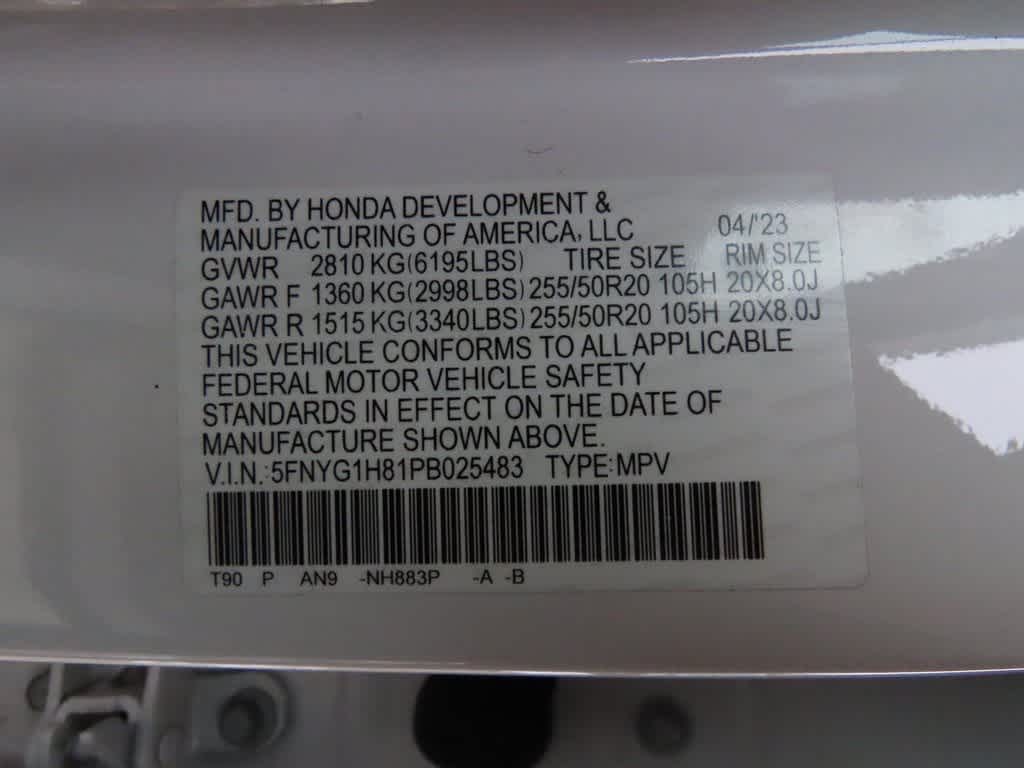 MFD. BY HONDA DEVELOPMENT &
MANUFACTURING OF AMERICA, LLC 04/'23
GVWR 2810 KG(6195LBS) TIRE SIZE RIM SIZE
GAWR F 1360 KG(2998LBS) 255/50R20 105H 20X8.0J
GAWR R 1515 KG(3340LBS) 255/50R20 105H 20X8.0J
THIS VEHICLE CONFORMS TO ALL APPLICABLE
FEDERAL MOTOR VEHICLE SAFETY
STANDARDS IN EFFECT ON THE DATE OF
MANUFACTURE SHOWN ABOVE.
V.I.N.:5FNYG1H81PB025483 TYPE:MPV
T90 P AN9 -NH883P -A -B